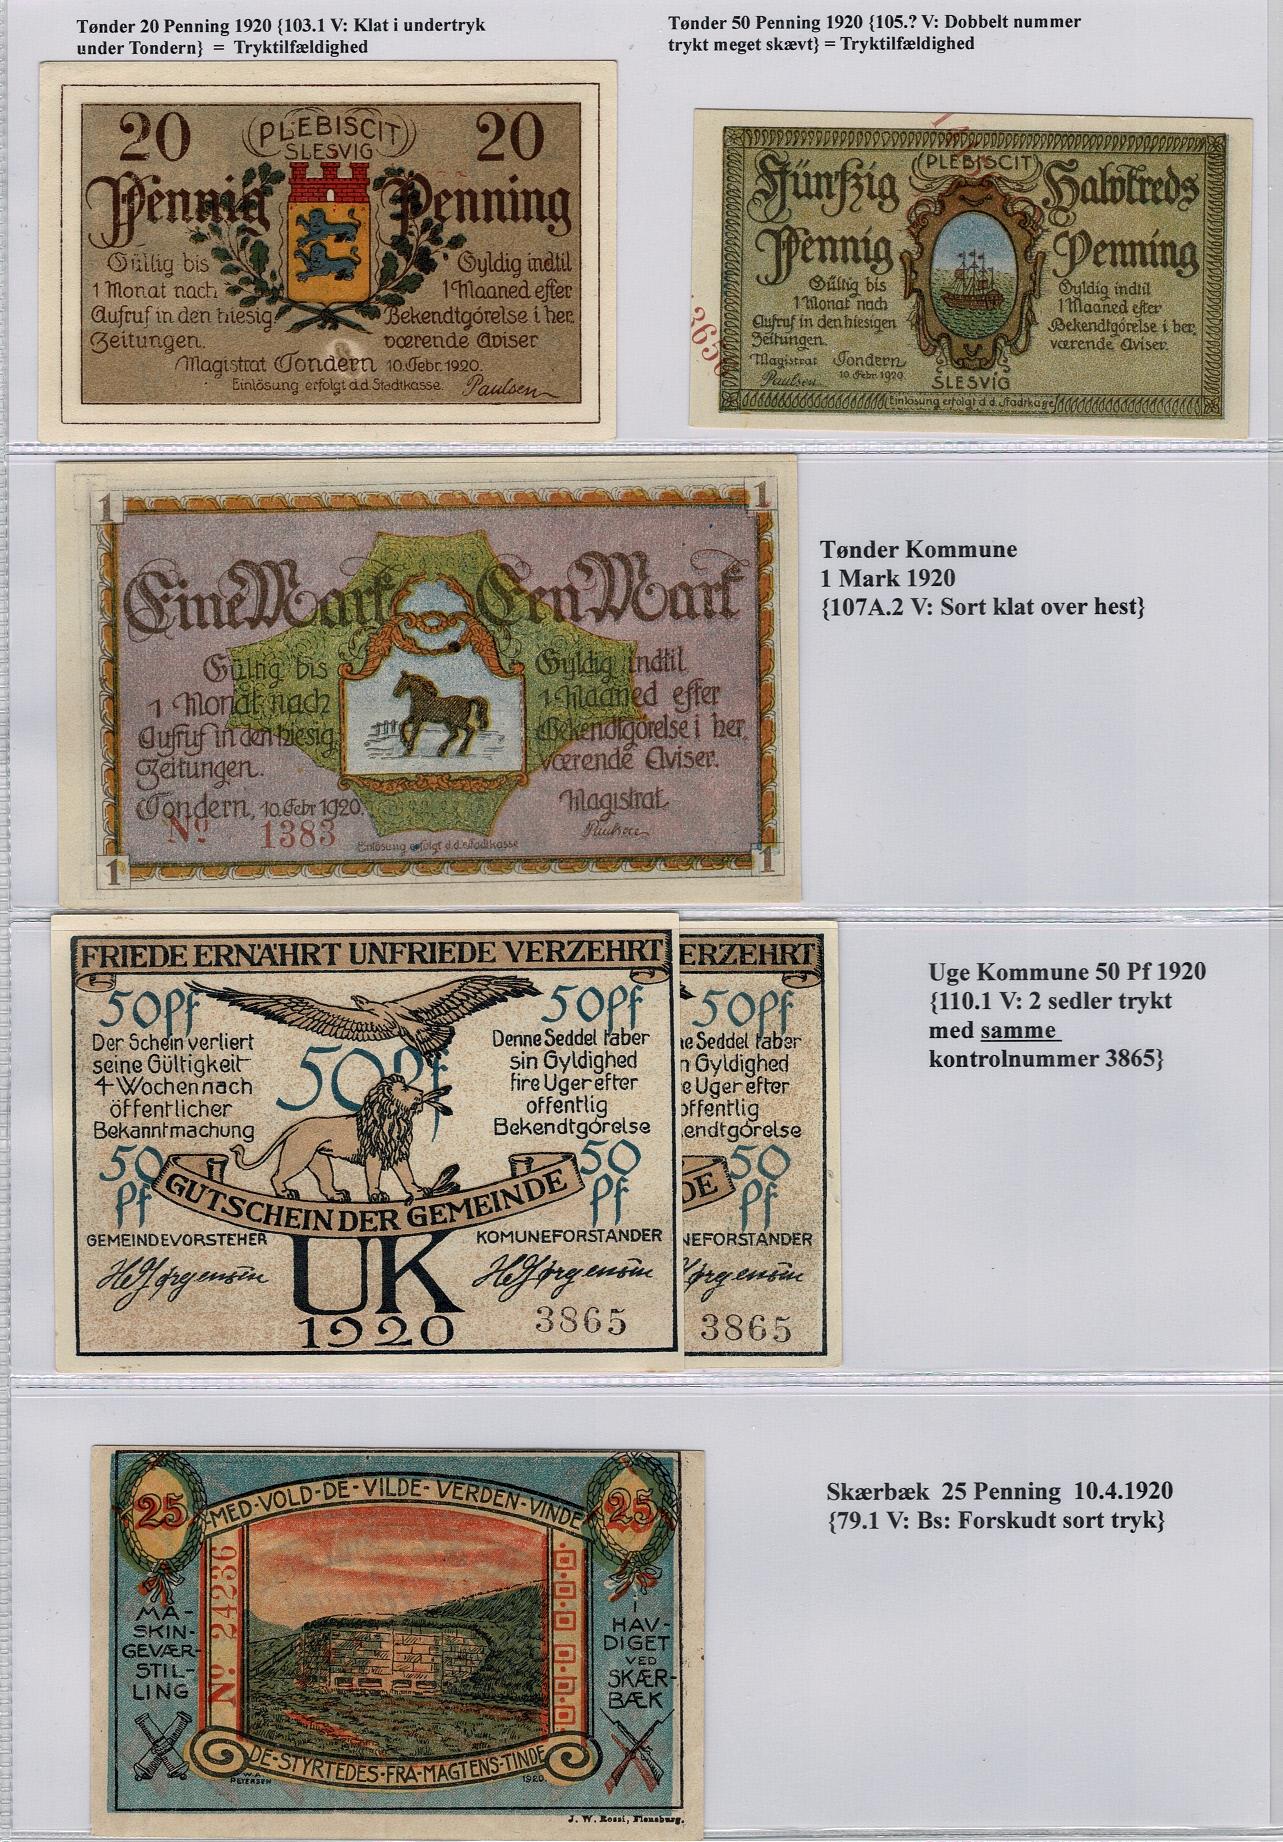 Tønder 20 Penning 1920 {103.1 V: Klat i undertryk
under Tondern} = Tryktilfældighed
20 PLEBISCIT 20
SLESVIG
Pennig Penning
Gültig bis
1 Monat nach
Aufruf in den hiesig.
Zeitungen.
Gyldig indtil
1 Maaned efter
Bekendtgórelse i her.
værende Aviser
Magistrat Tondern 10.Febr.1920.
Einlösung erfolgt d.d. Stadtkasse.
Paulsen
Tønder 50 Penning 1920 {105.? V: Dobbelt nummer
trykt meget skævt} = Tryktilfældighed
PLEBISCIT
Fünfzig
Pennig
Gültig bis
1 Monat nach
Aufruf in den hiesigen
Zeitungen.
Magistrat Tondern
10. Febr. 1920.
Paulsen
Halvtreds
Penning
Gyldig indtil
1 Maaned efter
Bekendtgórelse i her.
værende Aviser.
SLESVIG
Einlösung erfolgt d. d. Stadtkasse
1 1
Eine Mark Een Mark
Gültig bis
1 Monat nach
Aufruf in den hiesig.
Zeitungen.
Tondern, 10. Febr 1920.
No 1383
Gyldig indtil
1 Maaned efter
Bekendtgórelse i her.
værende Aviser.
Magistrat
Paulsen
Einlösung erfolgt d.d. Stadtkasse
1 1
Tønder Kommune
1 Mark 1920
{107A.2 V: Sort klat over hest}
FRIEDE ERNÄHRT UNFRIEDE VERZEHRT
50Pf 50Pf
Der Schein verliert
seine Gültigkeit
4 Wochen nach
öffentlicher
Bekanntmachung
50Pf
Denne Seddel taber
sin Gyldighed
fire Uger efter
offentlig
Bekendtgórelse
50 50
Pf Pf
GUTSCHEIN DER GEMEINDE
GEMEINDEVORSTEHER KOMUNEFORSTANDER
UK
1920
3865
ERZEHRT
50Pf
ne Seddel taber
n Gyldighed
e Uger efter
offentlig
endtgórelse
50
DE Pf
NEFORSTANDER
3865
Uge Kommune 50 Pf 1920
{110.1 V: 2 sedler trykt
med samme
kontrolnummer 3865}
25 25
MED-VOLD-DE-VILDE-VERDEN-VINDE
No. 24236
MA-
SKIN-
GEVÆR-
STIL-
LING
I
HAV-
DIGET
VED
SKÆR-
BÆK
DE-STYRTEDES-FRA-MAGTENS-TINDE
W.A.
PETERSEN
1920.
J. W. Rossi, Flensburg.
Skærbæk 25 Penning 10.4.1920
{79.1 V: Bs: Forskudt sort tryk}